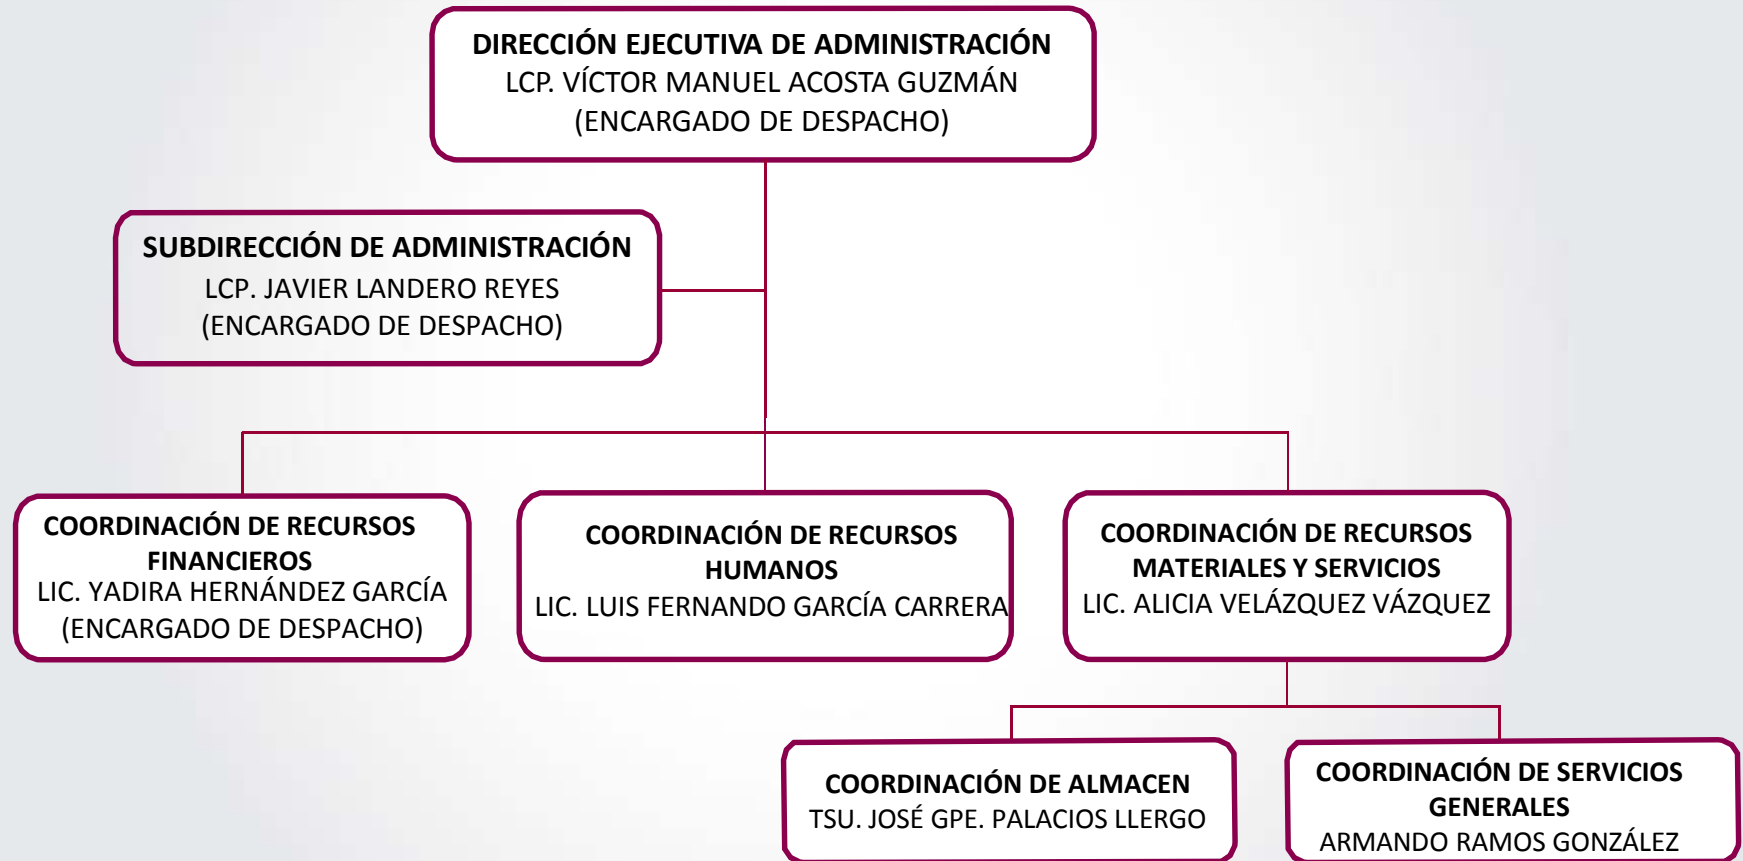 DIRECCIÓN EJECUTIVA DE ADMINISTRACIÓN
LCP. VÍCTOR MANUEL ACOSTA GUZMÁN
(ENCARGADO DE DESPACHO)
SUBDIRECCIÓN DE ADMINISTRACIÓN
LCP. JAVIER LANDERO REYES
(ENCARGADO DE DESPACHO)
COORDINACIÓN DE RECURSOS
FINANCIEROS
LIC. YADIRA HERNÁNDEZ GARCÍA
(ENCARGADO DE DESPACHO)
COORDINACIÓN DE RECURSOS
HUMANOS
LIC. LUIS FERNANDO GARCÍA CARRERA
COORDINACIÓN DE RECURSOS
MATERIALES Y SERVICIOS
LIC. ALICIA VELÁZQUEZ VÁZQUEZ
COORDINACIÓN DE ALMACEN
TSU. JOSÉ GPE. PALACIOS LLERGO
COORDINACIÓN DE SERVICIOS
GENERALES
ARMANDO RAMOS GONZÁLEZ